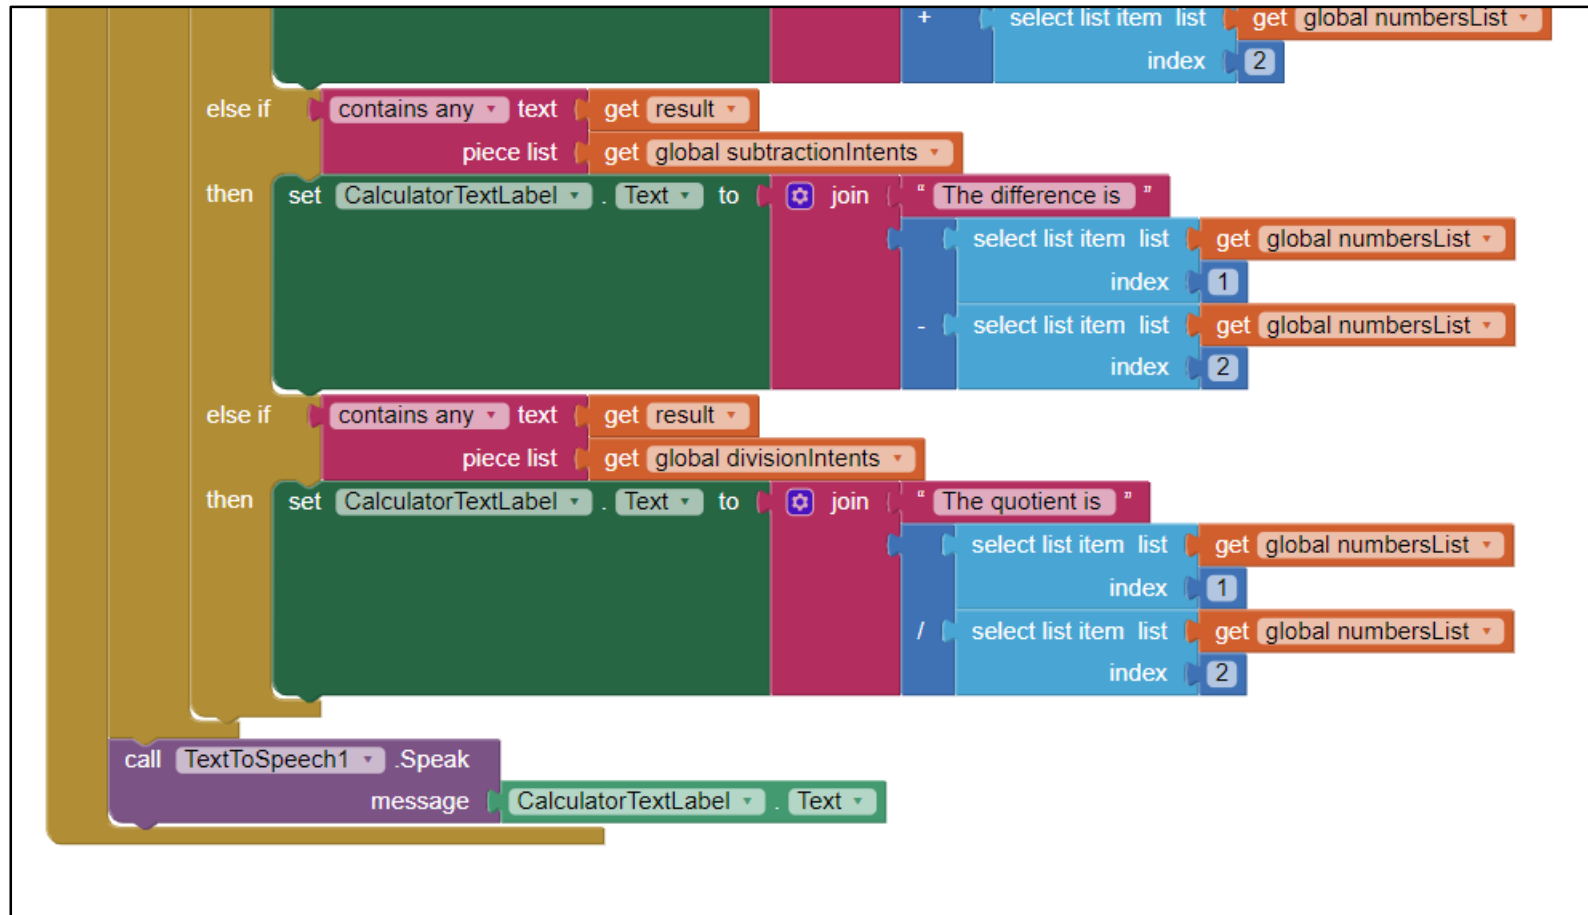 + select list item list get global numbersList
index 2
else if contains any text get result
piece list get global subtractionIntents
then set CalculatorTextLabel . Text to join " The difference is "
select list item list get global numbersList
index 1
- select list item list get global numbersList
index 2
else if contains any text get result
piece list get global divisionIntents
then set CalculatorTextLabel . Text to join " The quotient is "
select list item list get global numbersList
index 1
/ select list item list get global numbersList
index 2
call TextToSpeech1 .Speak
message CalculatorTextLabel . Text